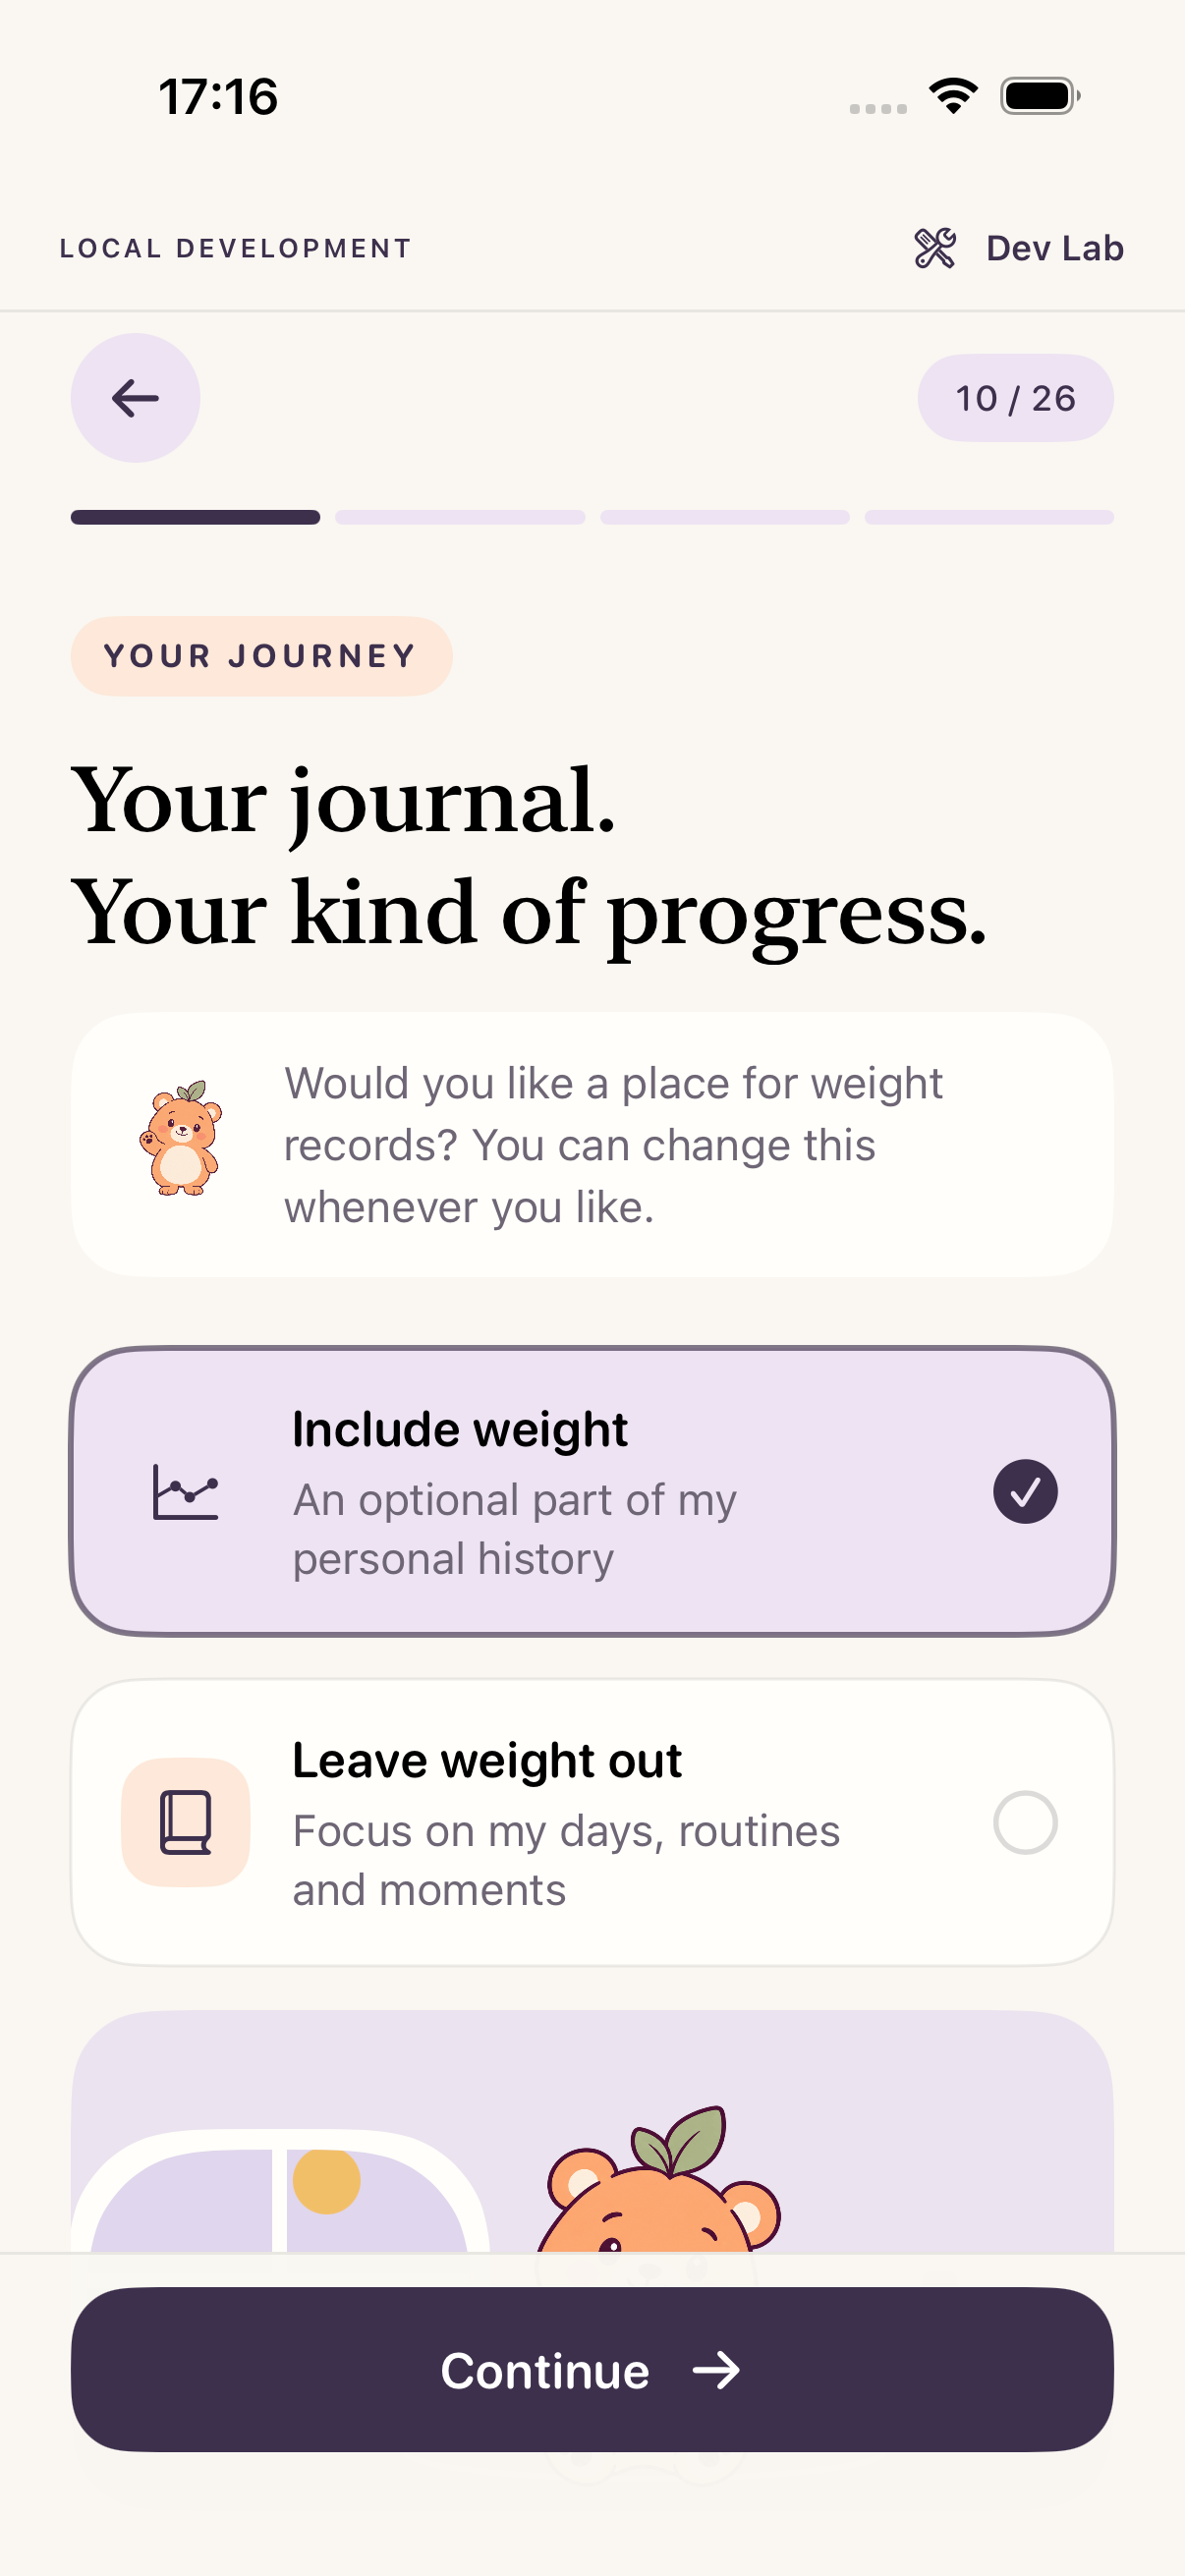 17:16
LOCAL DEVELOPMENT
Dev Lab
10 / 26
YOUR JOURNEY
Your journal.
Your kind of progress.
Would you like a place for weight
records? You can change this
whenever you like.
Include weight
An optional part of my
personal history
Leave weight out
Focus on my days, routines
and moments
Continue